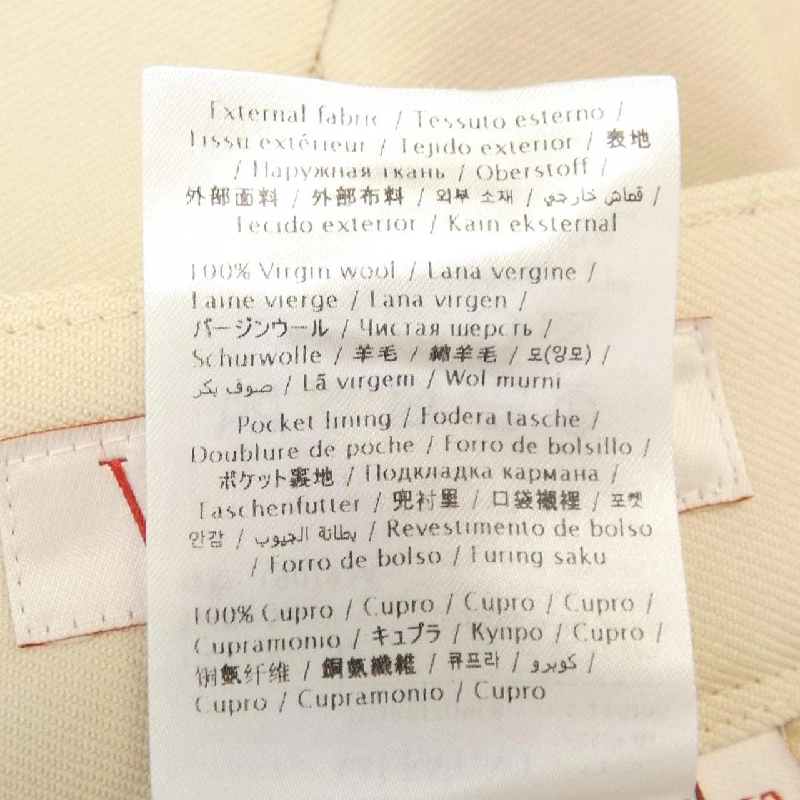 External fabric / Tessuto esterno /
Tissu extérieur / Tejido exterior / 表地
/ Наружная ткань / Oberstoff /
外部面料 / 外部布料 / 외부 소재 / قماش خارجي /
Tecido exterior / Kain eksternal
100% Virgin wool / Lana vergine /
Laine vierge / Lana virgen /
バージンウール / Чистая шерсть /
Schurwolle / 羊毛 / 綿羊毛 / 모(양모) /
صوف بكر / Lã virgem / Wol murni
Pocket lining / Fodera tasche /
Doublure de poche / Forro de bolsillo /
ポケット裏地 / Подкладка кармана /
Taschenfutter / 兜衬里 / 口袋襯裡 / 포켓
안감 / بطانة الجيوب / Revestimento de bolso
/ Forro de bolso / Furing saku
100% Cupro / Cupro / Cupro / Cupro /
Cupramonio / キュプラ / Купро / Cupro /
铜氨纤维 / 銅氨纖維 / 큐프라 / كوبرو /
Cupro / Cupramonio / Cupro
V